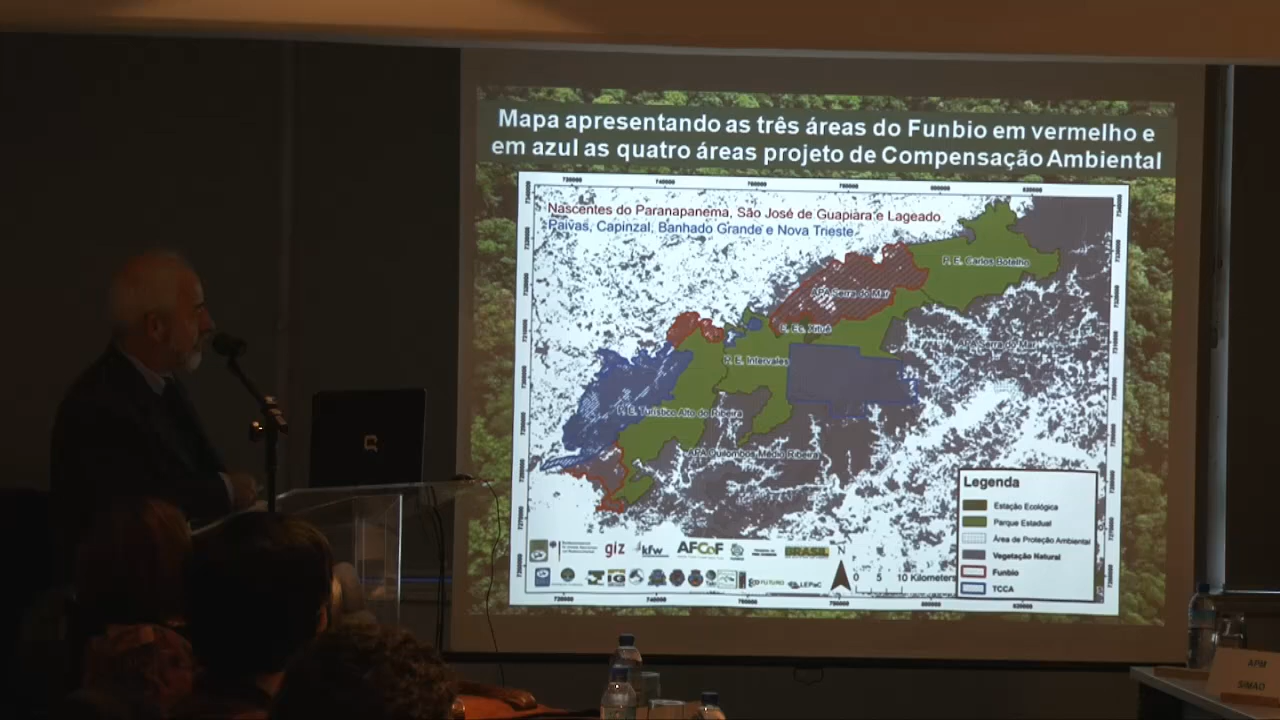 Mapa apresentando as três áreas do Funbio em vermelho e
em azul as quatro áreas projeto de Compensação Ambiental
Nascentes do Paranapanema, São José de Guapiara e Lageado
Paivas, Capinzal, Banhado Grande e Nova Trieste
P. E. Carlos Botelho
APA Serra do Mar
E. Ec. Xitué
APA Serra do Mar
P. E. Intervales
P. E. Turístico Alto do Ribeira
APA Quilombos Médio Ribeira
Legenda
Estação Ecológica
Parque Estadual
Área de Proteção Ambiental
Vegetação Natural
Funbio
TCCA
giz
kfw
AFCoF
BRASIL
N
0 5 10 Kilometers
LEPaC
APM
SIMÃO